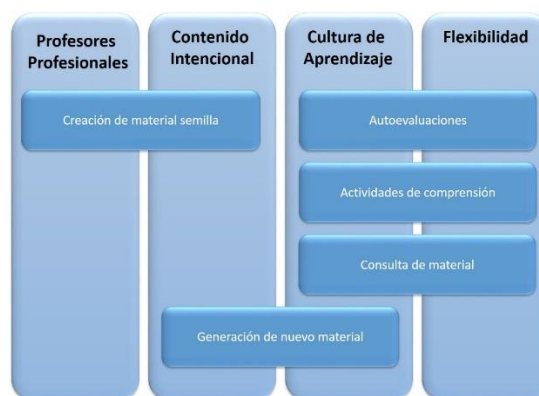 Profesores
Profesionales
Contenido
Intencional
Cultura de
Aprendizaje
Flexibilidad
Creación de material semilla
Autoevaluaciones
Actividades de comprensión
Consulta de material
Generación de nuevo material